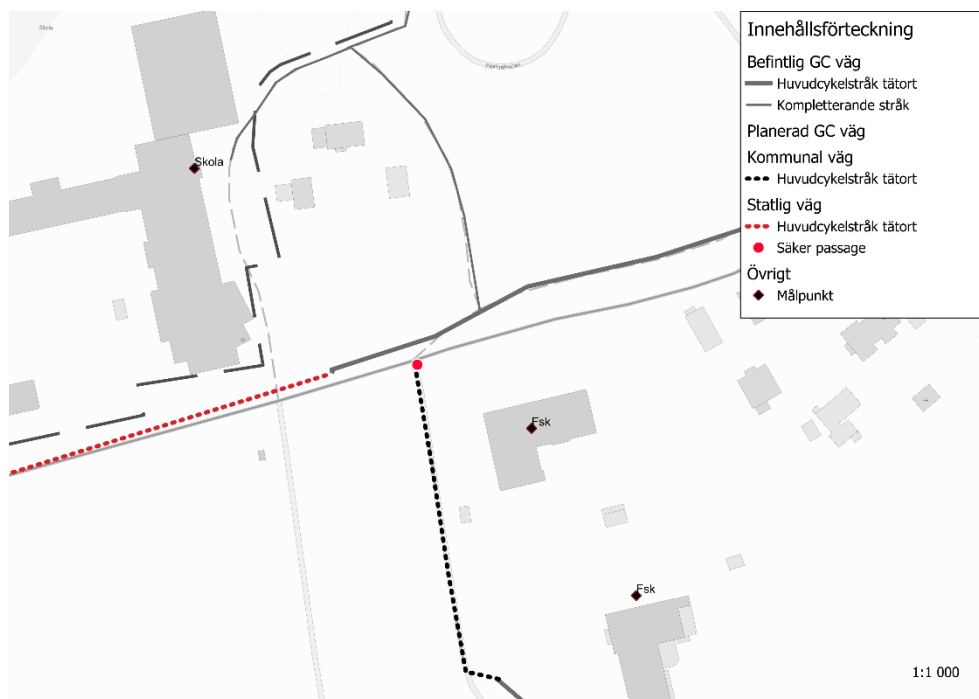 Skola
Skola
Fsk
Fsk
Innehållsförteckning
Befintlig GC väg
Huvudcykelstråk tätort
Kompletterande stråk
Planerad GC väg
Kommunal väg
Huvudcykelstråk tätort
Statlig väg
Huvudcykelstråk tätort
Säker passage
Övrigt
Målpunkt
1:1 000